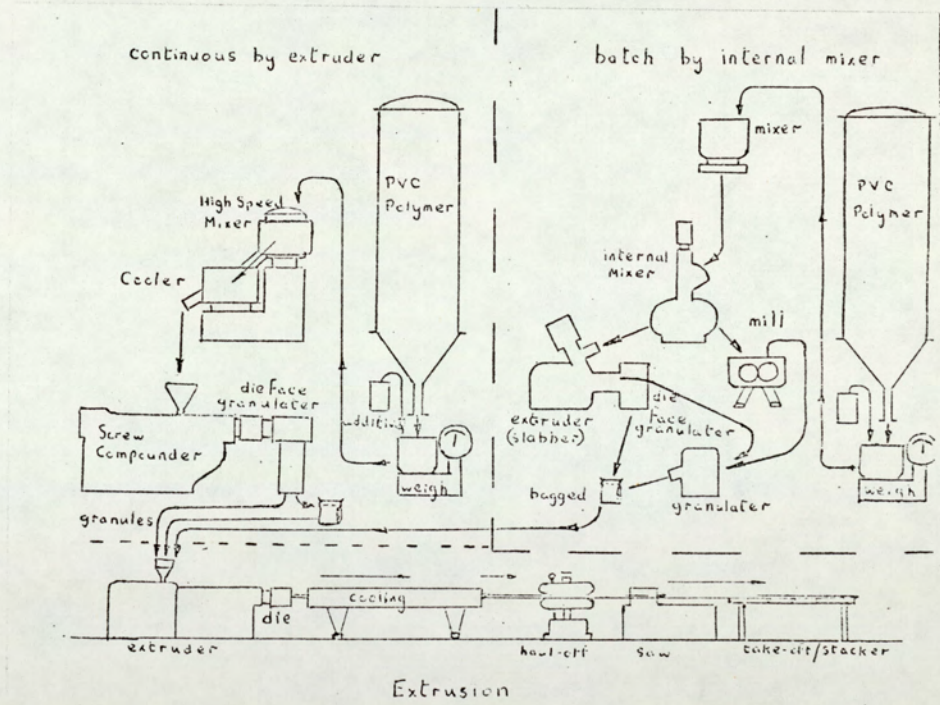 continuous by extruder
PVC
Polymer
High Speed
Mixer
Cooler
die face
granulater
Screw
Compounder
additive
weigh
granules
batch by internal mixer
mixer
PVC
Polymer
internal
Mixer
mill
extruder
(slabber)
die
face
granulater
bagged
granulater
weigh
extruder
die
cooling
haul-off
saw
take-off/stacker
Extrusion